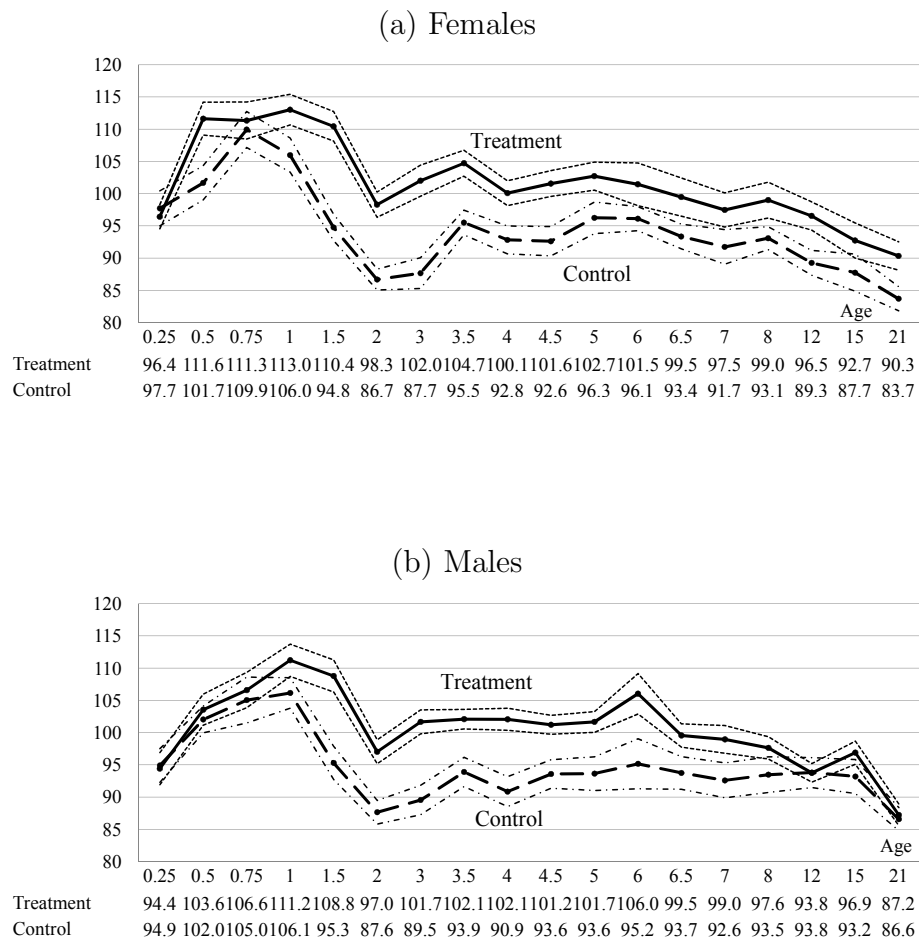 (a) Females
120
115
110
105
100
95
90
85
80
Treatment
Control
Age
0.25 0.5 0.75 1 1.5 2 3 3.5 4 4.5 5 6 6.5 7 8 12 15 21
Treatment 96.4 111.6 111.3 113.0 110.4 98.3 102.0 104.7 100.1 101.6 102.7 101.5 99.5 97.5 99.0 96.5 92.7 90.3
Control 97.7 101.7 109.9 106.0 94.8 86.7 87.7 95.5 92.8 92.6 96.3 96.1 93.4 91.7 93.1 89.3 87.7 83.7
(b) Males
120
115
110
105
100
95
90
85
80
Treatment
Control
Age
0.25 0.5 0.75 1 1.5 2 3 3.5 4 4.5 5 6 6.5 7 8 12 15 21
Treatment 94.4 103.6 106.6 111.2 108.8 97.0 101.7 102.1 102.1 101.2 101.7 106.0 99.5 99.0 97.6 93.8 96.9 87.2
Control 94.9 102.0 105.0 106.1 95.3 87.6 89.5 93.9 90.9 93.6 93.6 95.2 93.7 92.6 93.5 93.8 93.2 86.6